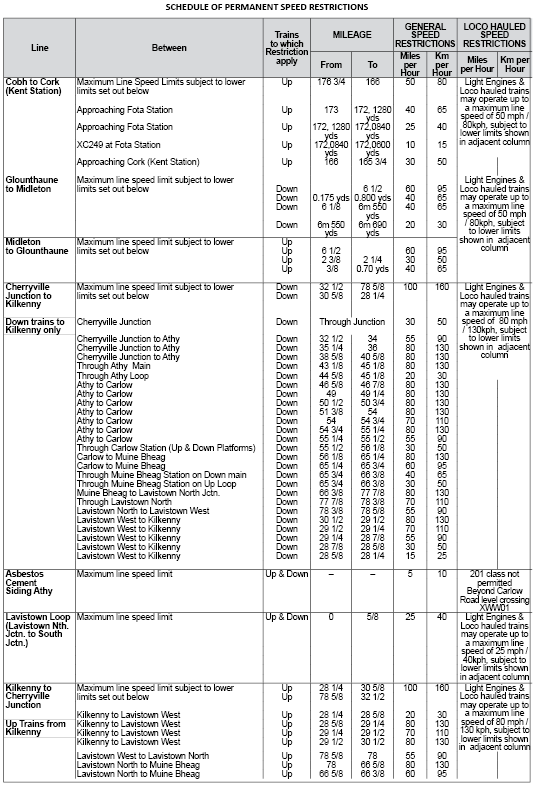 SCHEDULE OF PERMANENT SPEED RESTRICTIONS
Line Between Trains to which Restriction apply MILEAGE GENERAL SPEED RESTRICTIONS LOCO HAULED SPEED RESTRICTIONS
From To Miles per Hour Km per Hour Miles per Hour Km per Hour
Cobh to Cork (Kent Station) Maximum Line Speed Limits subject to lower limits set out below Up 176 3/4 166 50 80 Light Engines & Loco hauled trains may operate up to a maximum line speed of 50 mph / 80kph, subject to lower limits shown in adjacent column
Approaching Fota Station Up 173 172, 1280 yds 40 65
Approaching Fota Station Up 172, 1280 yds 172,0840 yds 25 40
XC249 at Fota Station Up 172,0840 yds 172,0600 yds 10 15
Approaching Cork (Kent Station) Up 166 165 3/4 30 50
Glounthaune to Midleton Maximum line speed limit subject to lower limits set out below Light Engines & Loco hauled trains may operate up to a maximum line speed of 50 mph / 80kph, subject to lower limits shown in adjacent column
Down 6 1/2 60 95
Down 0.175 yds 0.800 yds 40 65
Down 6 1/8 6m 550 yds 40 65
Down 6m 550 yds 6m 690 yds 20 30
Midleton to Glounthaune Maximum line speed limit subject to lower limits set out below Up
Up 6 1/2 60 95
Up 2 3/8 2 1/4 30 50
Up 3/8 0.70 yds 40 65
Cherryville Junction to Kilkenny Maximum line speed limit subject to lower limits set out below Down 32 1/2 78 5/8 100 160 Light Engines & Loco hauled trains may operate up to a maximum line speed of 80 mph / 130kph, subject to lower limits shown in adjacent column
Down 30 5/8 28 1/4
Down trains to Kilkenny only Cherryville Junction Down Through Junction 30 50
Cherryville Junction to Athy Down 32 1/2 34 55 90
Cherryville Junction to Athy Down 35 1/4 36 80 130
Cherryville Junction to Athy Down 38 5/8 40 5/8 80 130
Through Athy Main Down 43 1/8 45 1/8 80 130
Through Athy Loop Down 44 5/8 45 1/8 20 30
Athy to Carlow Down 46 5/8 46 7/8 80 130
Athy to Carlow Down 49 49 1/4 80 130
Athy to Carlow Down 50 1/2 50 3/4 80 130
Athy to Carlow Down 51 3/8 54 80 130
Athy to Carlow Down 54 54 3/4 70 110
Athy to Carlow Down 54 3/4 55 1/4 80 130
Athy to Carlow Down 55 1/4 55 1/2 55 90
Through Carlow Station (Up & Down Platforms) Down 55 1/2 56 1/8 30 50
Carlow to Muine Bheag Down 56 1/8 65 1/4 80 130
Carlow to Muine Bheag Down 65 1/4 65 3/4 60 95
Through Muine Bheag Station on Down main Down 65 3/4 66 3/8 40 65
Through Muine Bheag Station on Up Loop Down 65 3/4 66 3/8 30 50
Muine Bheag to Lavistown North Jctn. Down 66 3/8 77 7/8 80 130
Through Lavistown North Down 77 7/8 78 3/8 70 110
Lavistown North to Lavistown West Down 78 3/8 78 5/8 55 90
Lavistown West to Kilkenny Down 30 1/2 29 1/2 80 130
Lavistown West to Kilkenny Down 29 1/2 29 1/4 70 110
Lavistown West to Kilkenny Down 29 1/4 28 7/8 55 90
Lavistown West to Kilkenny Down 28 7/8 28 5/8 30 50
Lavistown West to Kilkenny Down 28 5/8 28 1/4 15 25
Asbestos Cement Siding Athy Maximum line speed limit Up & Down – – 5 10 201 class not permitted Beyond Carlow Road level crossing XWW01
Lavistown Loop (Lavistown Nth. Jctn. to South Jctn.) Maximum line speed limit Up & Down 0 5/8 25 40 Light Engines & Loco hauled trains may operate up to a maximum line speed of 25 mph / 40kph, subject to lower limits shown in adjacent column
Kilkenny to Cherryville Junction Maximum line speed limit subject to lower limits set out below Up 28 1/4 30 5/8 100 160 Light Engines & Loco hauled trains may operate up to a maximum line speed of 80 mph / 130 kph, subject to lower limits shown in adjacent column
Up 78 5/8 32 1/2
Up Trains from Kilkenny Kilkenny to Lavistown West Up 28 1/4 28 5/8 20 30
Kilkenny to Lavistown West Up 28 5/8 29 1/4 80 130
Kilkenny to Lavistown West Up 29 1/4 29 1/2 70 110
Kilkenny to Lavistown West Up 29 1/2 30 1/2 80 130
Lavistown West to Lavistown North Up 78 5/8 78 55 90
Lavistown North to Muine Bheag Up 78 66 5/8 80 130
Lavistown North to Muine Bheag Up 66 5/8 66 3/8 60 95